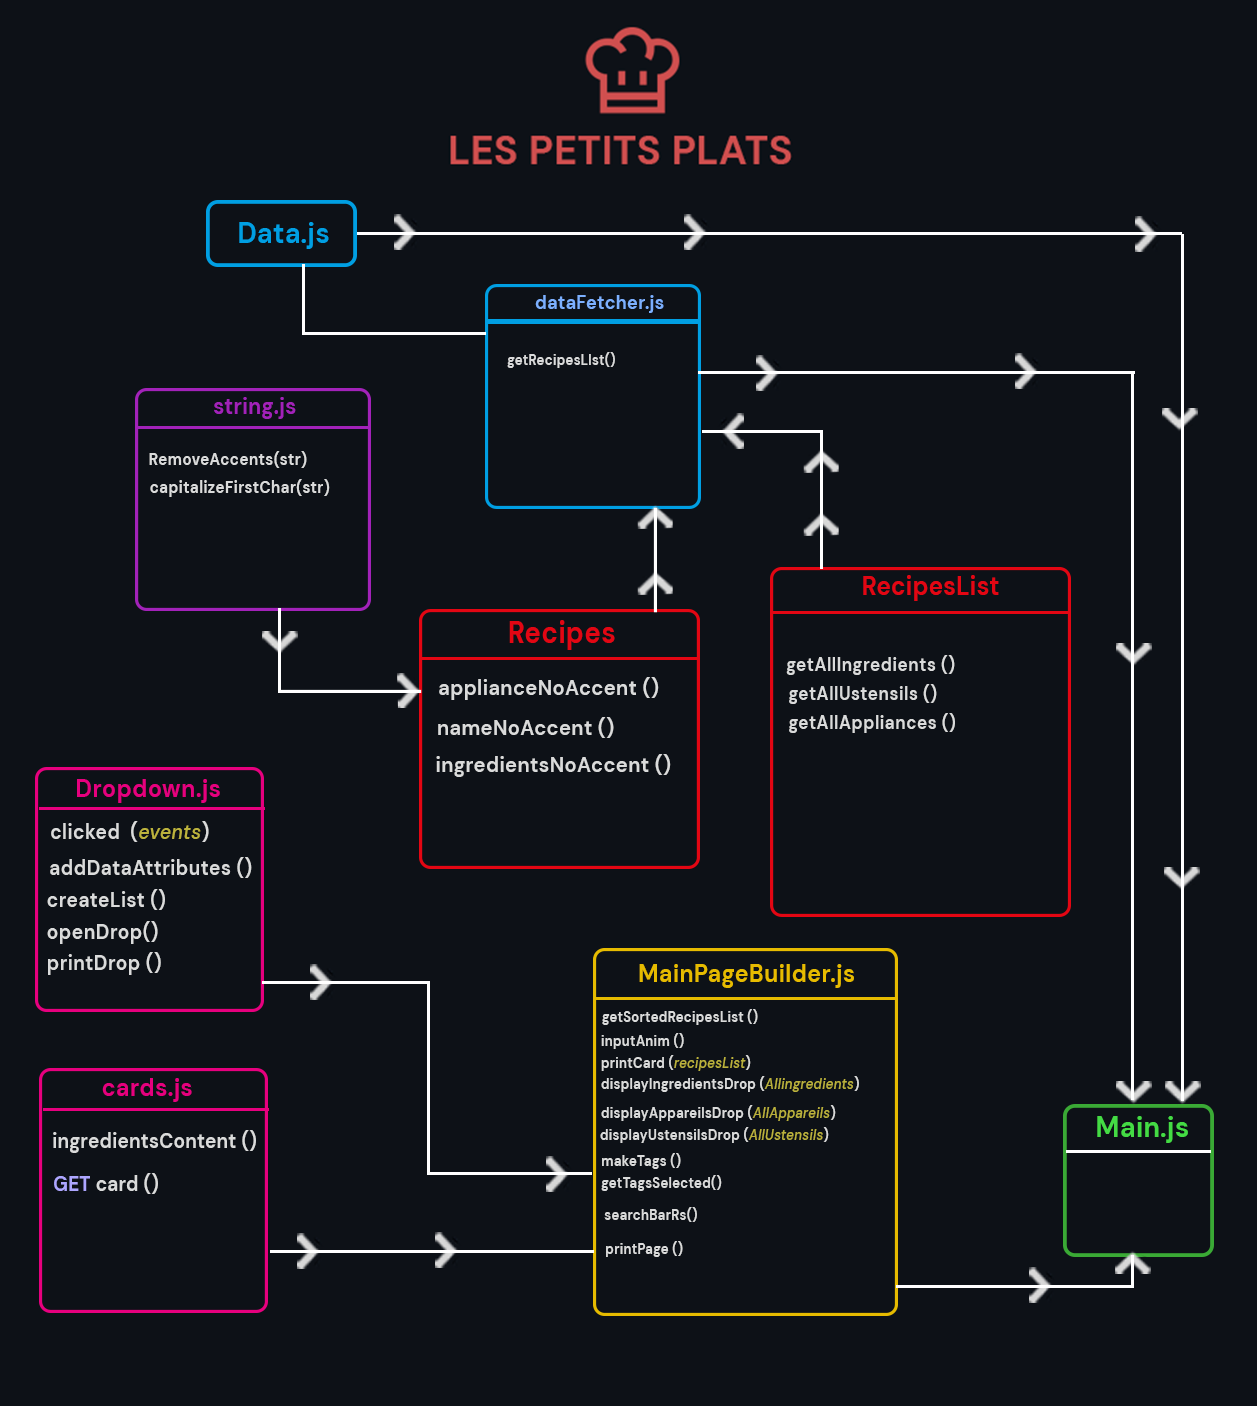 LES PETITS PLATS
Data.js
dataFetcher.js
getRecipesLIst()
string.js
RemoveAccents(str)
capitalizeFirstChar(str)
Recipes
applianceNoAccent ()
nameNoAccent ()
ingredientsNoAccent ()
RecipesList
getAllIngredients ()
getAllUstensils ()
getAllAppliances ()
Dropdown.js
clicked (events)
addDataAttributes ()
createList ()
openDrop()
printDrop ()
cards.js
ingredientsContent ()
GET card ()
MainPageBuilder.js
getSortedRecipesList ()
inputAnim ()
printCard (recipesList)
displayIngredientsDrop (Allingredients)
displayAppareilsDrop (AllAppareils)
displayUstensilsDrop (AllUstensils)
makeTags ()
getTagsSelected()
searchBarRs()
printPage ()
Main.js